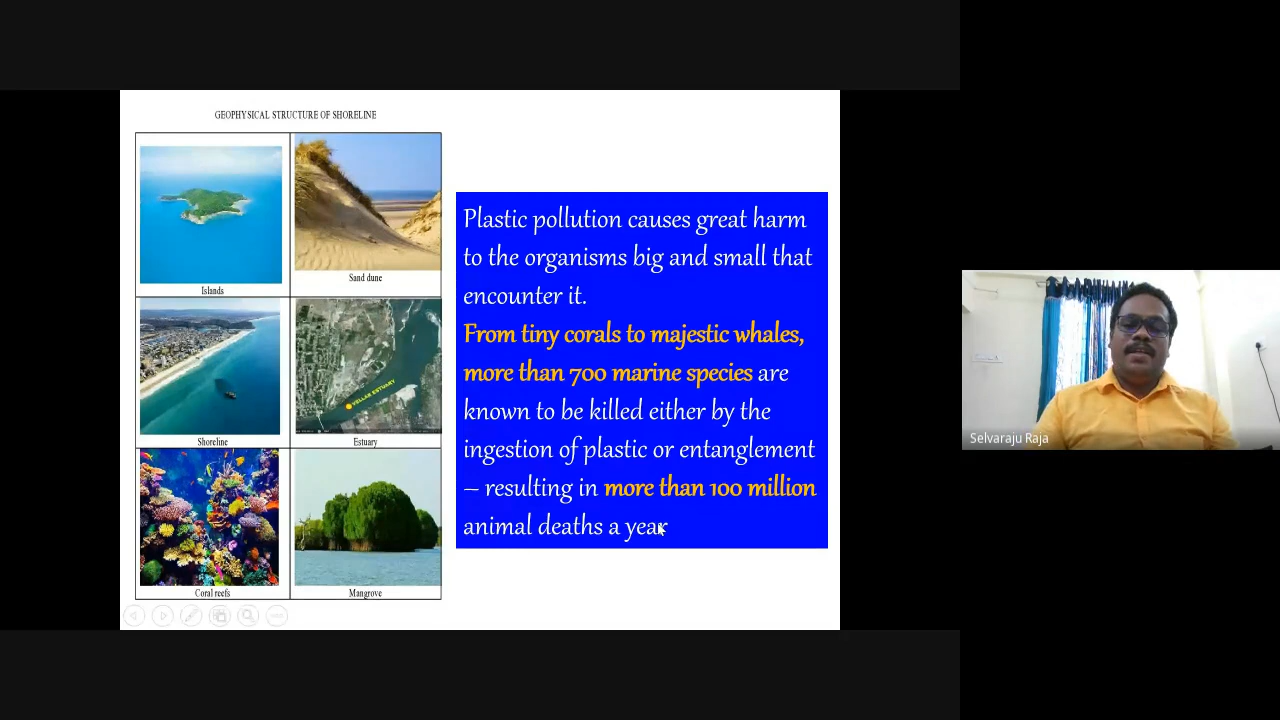 GEOPHYSICAL STRUCTURE OF SHORELINE
Islands
Sand dune
Shoreline
VELLAR ESTUARY
Estuary
Coral reefs
Mangrove
Plastic pollution causes great harm
to the organisms big and small that
encounter it.
From tiny corals to majestic whales,
more than 700 marine species are
known to be killed either by the
ingestion of plastic or entanglement
– resulting in more than 100 million
animal deaths a year
Selvaraju Raja